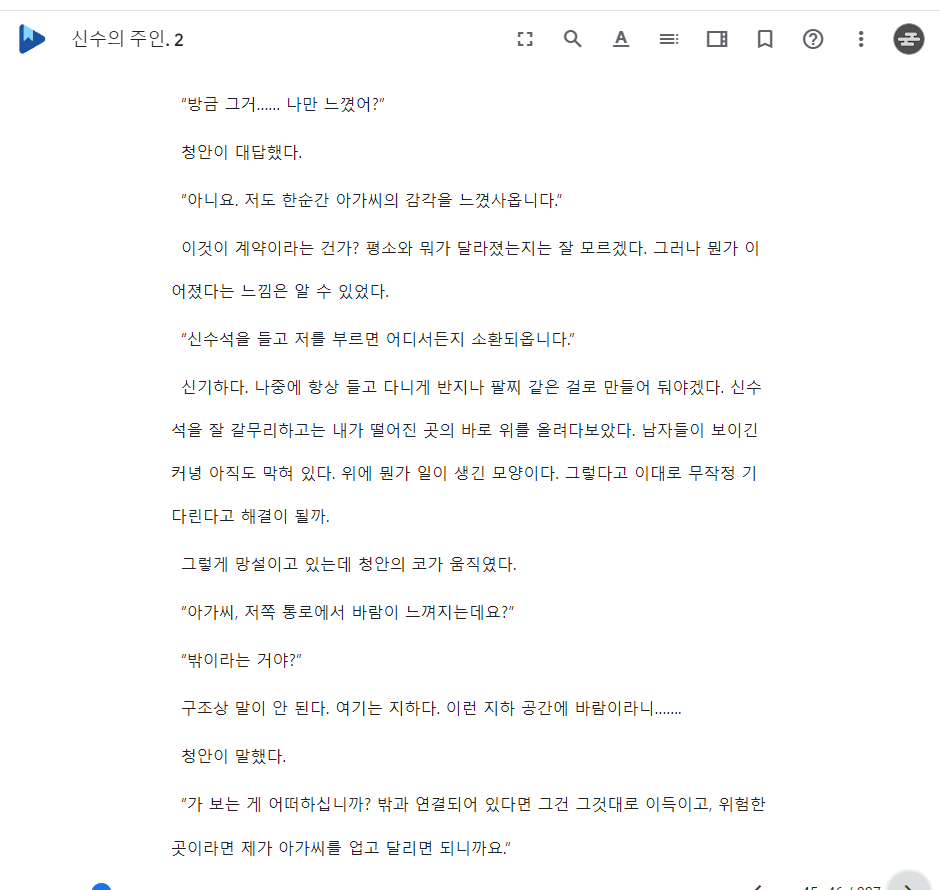 신수의 주인. 2
"방금 그거...... 나만 느꼈어?"
청안이 대답했다.
"아니요. 저도 한순간 아가씨의 감각을 느꼈사옵니다."
이것이 계약이라는 건가? 평소와 뭐가 달라졌는지는 잘 모르겠다. 그러나 뭔가 이
어졌다는 느낌은 알 수 있었다.
"신수석을 들고 저를 부르면 어디서든지 소환되옵니다."
신기하다. 나중에 항상 들고 다니게 반지나 팔찌 같은 걸로 만들어 둬야겠다. 신수
석을 잘 갈무리하고는 내가 떨어진 곳의 바로 위를 올려다보았다. 남자들이 보이긴
커녕 아직도 막혀 있다. 위에 뭔가 일이 생긴 모양이다. 그렇다고 이대로 무작정 기
다린다고 해결이 될까.
그렇게 망설이고 있는데 청안의 코가 움직였다.
"아가씨, 저쪽 통로에서 바람이 느껴지는데요?"
"밖이라는 거야?"
구조상 말이 안 된다. 여기는 지하다. 이런 지하 공간에 바람이라니.......
청안이 말했다.
"가 보는 게 어떠하십니까? 밖과 연결되어 있다면 그건 그것대로 이득이고, 위험한
곳이라면 제가 아가씨를 업고 달리면 되니까요."